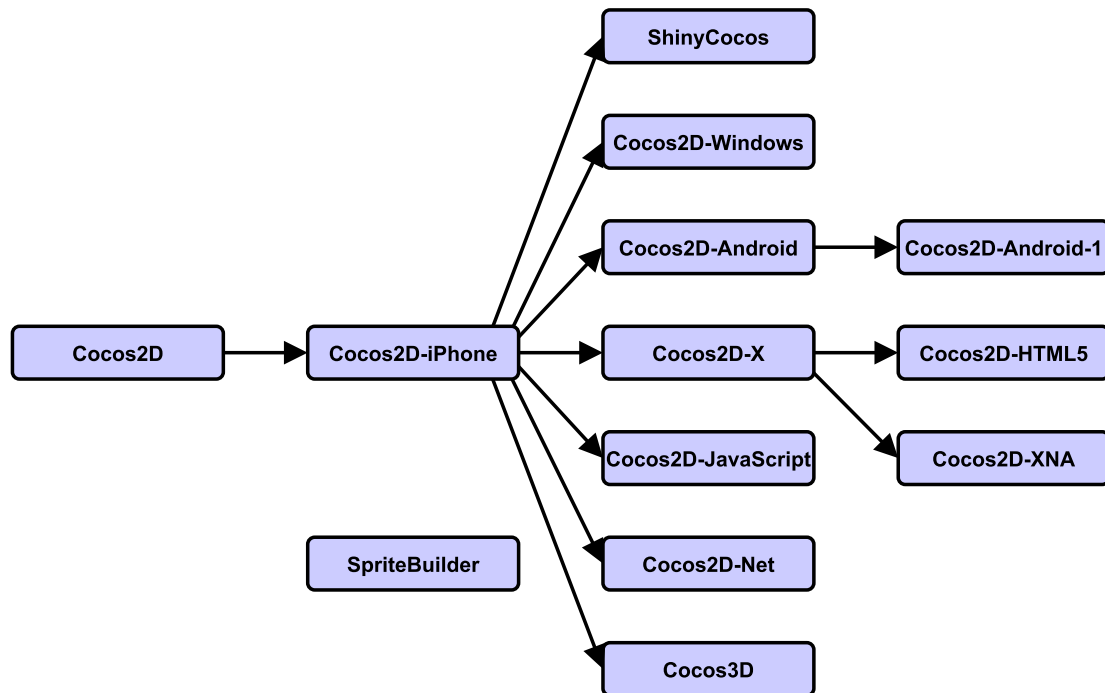 ShinyCocos
Cocos2D-Windows
Cocos2D-Android
Cocos2D-Android-1
Cocos2D
Cocos2D-iPhone
Cocos2D-X
Cocos2D-HTML5
Cocos2D-JavaScript
Cocos2D-XNA
SpriteBuilder
Cocos2D-Net
Cocos3D